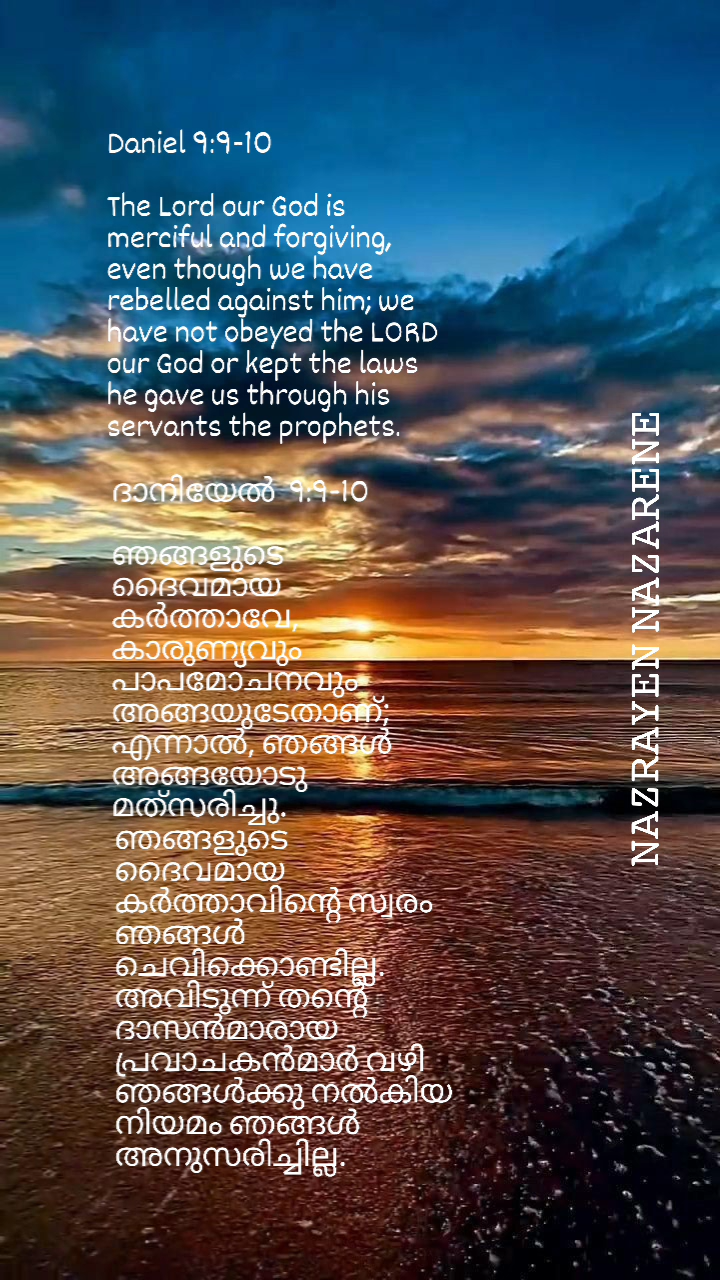 Daniel 9:9-10
The Lord our God is
merciful and forgiving,
even though we have
rebelled against him; we
have not obeyed the LORD
our God or kept the laws
he gave us through his
servants the prophets.
ദാനിയേൽ 9:9-10
ഞങ്ങളുടെ
ദൈവമായ
കർത്താവേ,
കാരുണ്യവും
പാപമോചനവും
അങ്ങയുടേതാണ്;
എന്നാൽ, ഞങ്ങൾ
അങ്ങയോടു
മത്‌സരിച്ചു.
ഞങ്ങളുടെ
ദൈവമായ
കർത്താവിന്റെ സ്വരം
ഞങ്ങൾ
ചെവിക്കൊണ്ടില്ല.
അവിടുന്ന് തന്റെ
ദാസൻമാരായ
പ്രവാചകൻമാർ വഴി
ഞങ്ങൾക്കു നൽകിയ
നിയമം ഞങ്ങൾ
അനുസരിച്ചില്ല.
NAZRAYEN NAZARENE